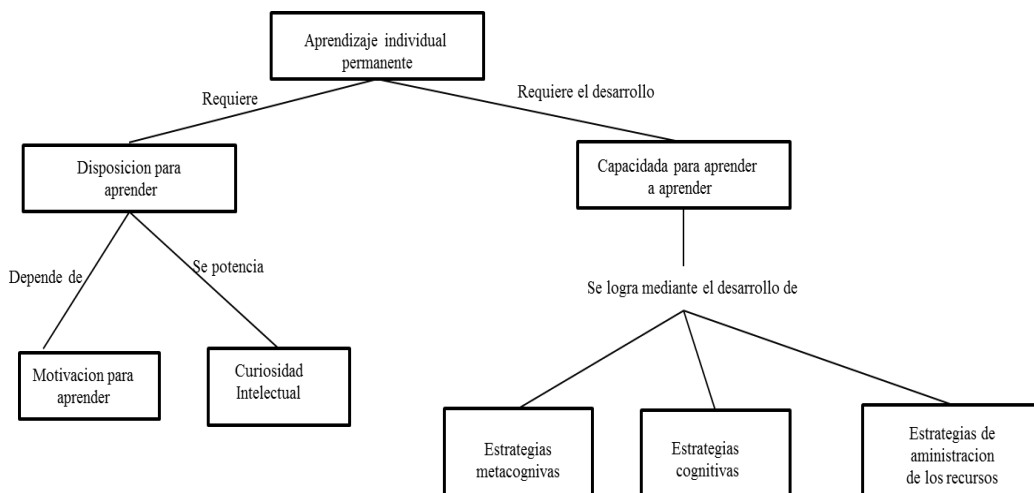 Aprendizaje individual
permanente
Requiere
Requiere el desarrollo
Disposicion para
aprender
Capacidada para aprender
a aprender
Depende de
Se potencia
Se logra mediante el desarrollo de
Motivacion para
aprender
Curiosidad
Intelectual
Estrategias
metacognivas
Estrategias
cognitivas
Estrategias de
aministracion
de los recursos